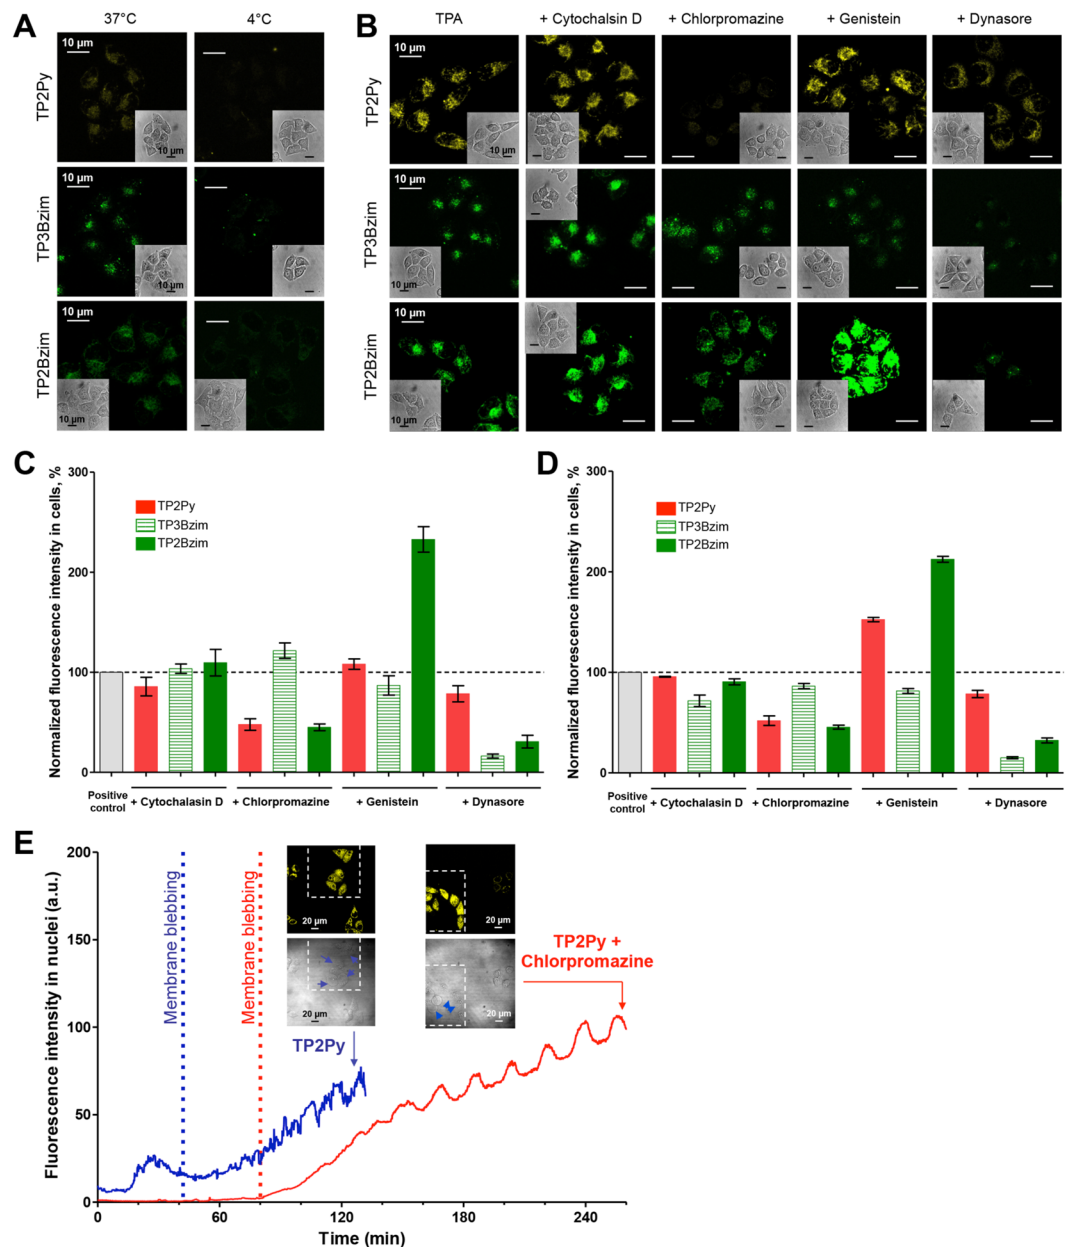 A
37°C
4°C
TP2Py
10 µm
10 µm
TP3Bzim
10 µm
10 µm
TP2Bzim
10 µm
10 µm
B
TPA
+ Cytochalsin D
+ Chlorpromazine
+ Genistein
+ Dynasore
TP2Py
10 µm
10 µm
TP3Bzim
10 µm
10 µm
TP2Bzim
10 µm
10 µm
C
Normalized fluorescence intensity in cells, %
300
200
100
0
TP2Py
TP3Bzim
TP2Bzim
Positive
control
+ Cytochalasin D
+ Chlorpromazine
+ Genistein
+ Dynasore
D
Normalized fluorescence intensity in cells, %
300
200
100
0
TP2Py
TP3Bzim
TP2Bzim
Positive
control
+ Cytochalasin D
+ Chlorpromazine
+ Genistein
+ Dynasore
E
Fluorescence intensity in nuclei (a.u.)
200
150
100
50
0
Membrane blebbing
Membrane blebbing
20 µm
20 µm
20 µm
20 µm
TP2Py
TP2Py +
Chlorpromazine
0
60
120
180
240
Time (min)